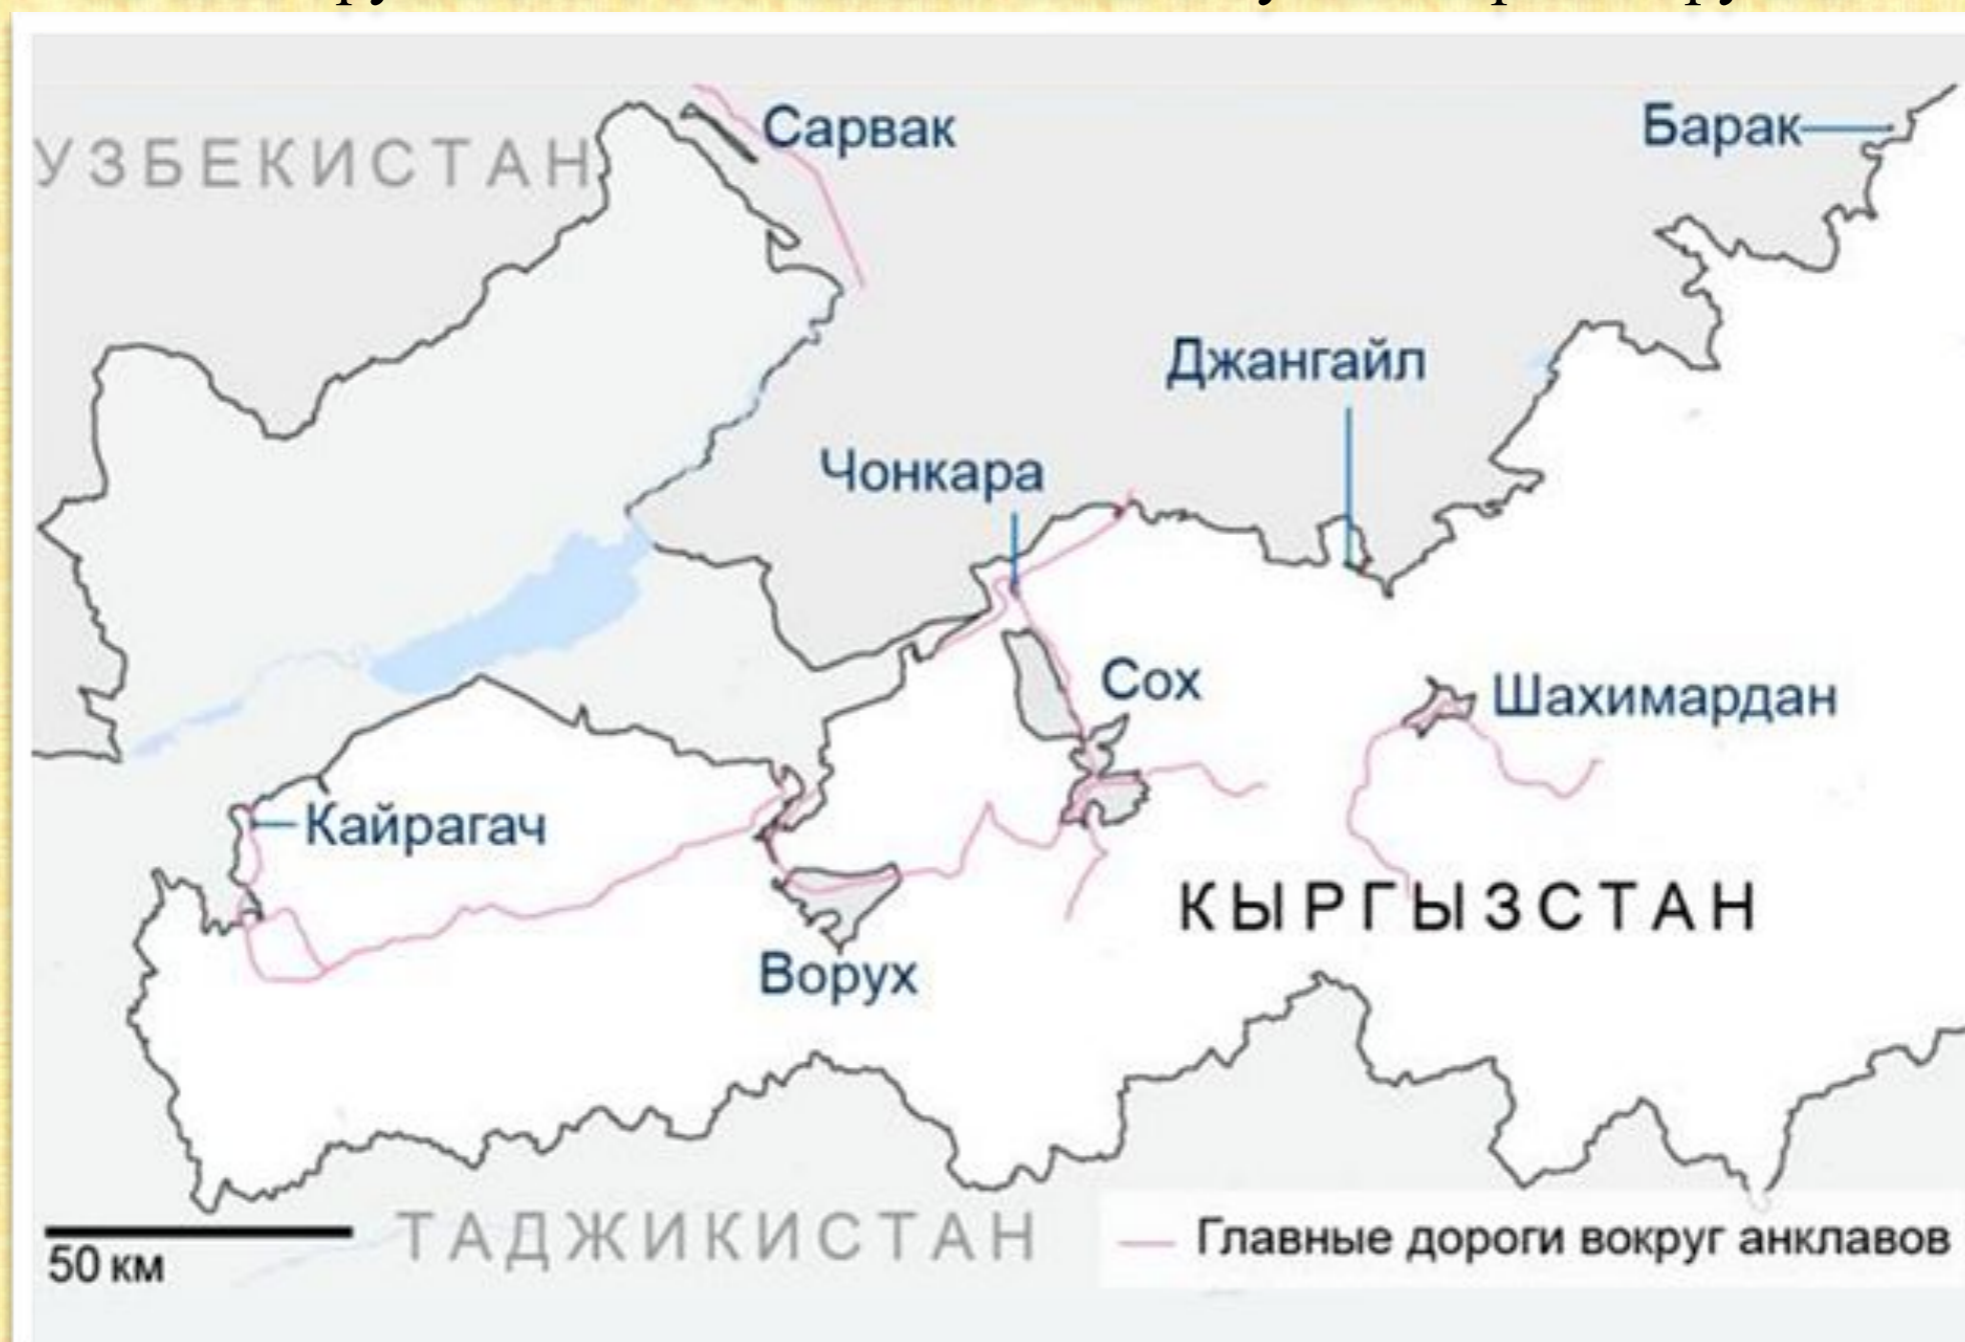 УЗБЕКИСТАН
Сарвак
Барак
Джангайл
Чонкара
Сох
Шахимардан
Кайрагач
Ворух
КЫРГЫЗСТАН
50 км
ТАДЖИКИСТАН
Главные дороги вокруг анклавов